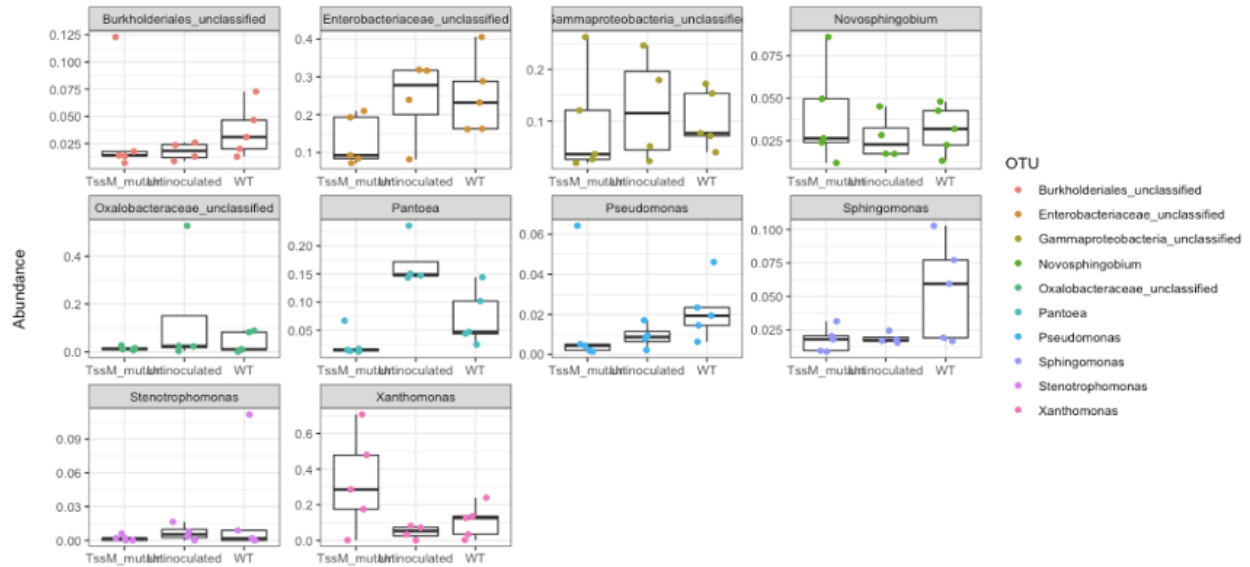 Burkholderiales_unclassified Enterobacteriaceae_unclassified Gammaproteobacteria_unclassified Novosphingobium
0.125 0.4 0.2 0.075
0.100 0.3 0.1 0.050
0.075 0.2 0.025
0.050 0.1
0.025
TssM_mutant Uninoculated WT TssM_mutant Uninoculated WT TssM_mutant Uninoculated WT TssM_mutant Uninoculated WT
Oxalobacteraceae_unclassified Pantoea Pseudomonas Sphingomonas
0.4 0.20 0.06 0.100
0.2 0.15 0.04 0.075
0.0 0.10 0.02 0.050
0.05 0.00 0.025
TssM_mutant Uninoculated WT TssM_mutant Uninoculated WT TssM_mutant Uninoculated WT TssM_mutant Uninoculated WT
Stenotrophomonas Xanthomonas
0.09 0.6
0.06 0.4
0.03 0.2
0.00 0.0
TssM_mutant Uninoculated WT TssM_mutant Uninoculated WT
Abundance
OTU
Burkholderiales_unclassified
Enterobacteriaceae_unclassified
Gammaproteobacteria_unclassified
Novosphingobium
Oxalobacteraceae_unclassified
Pantoea
Pseudomonas
Sphingomonas
Stenotrophomonas
Xanthomonas